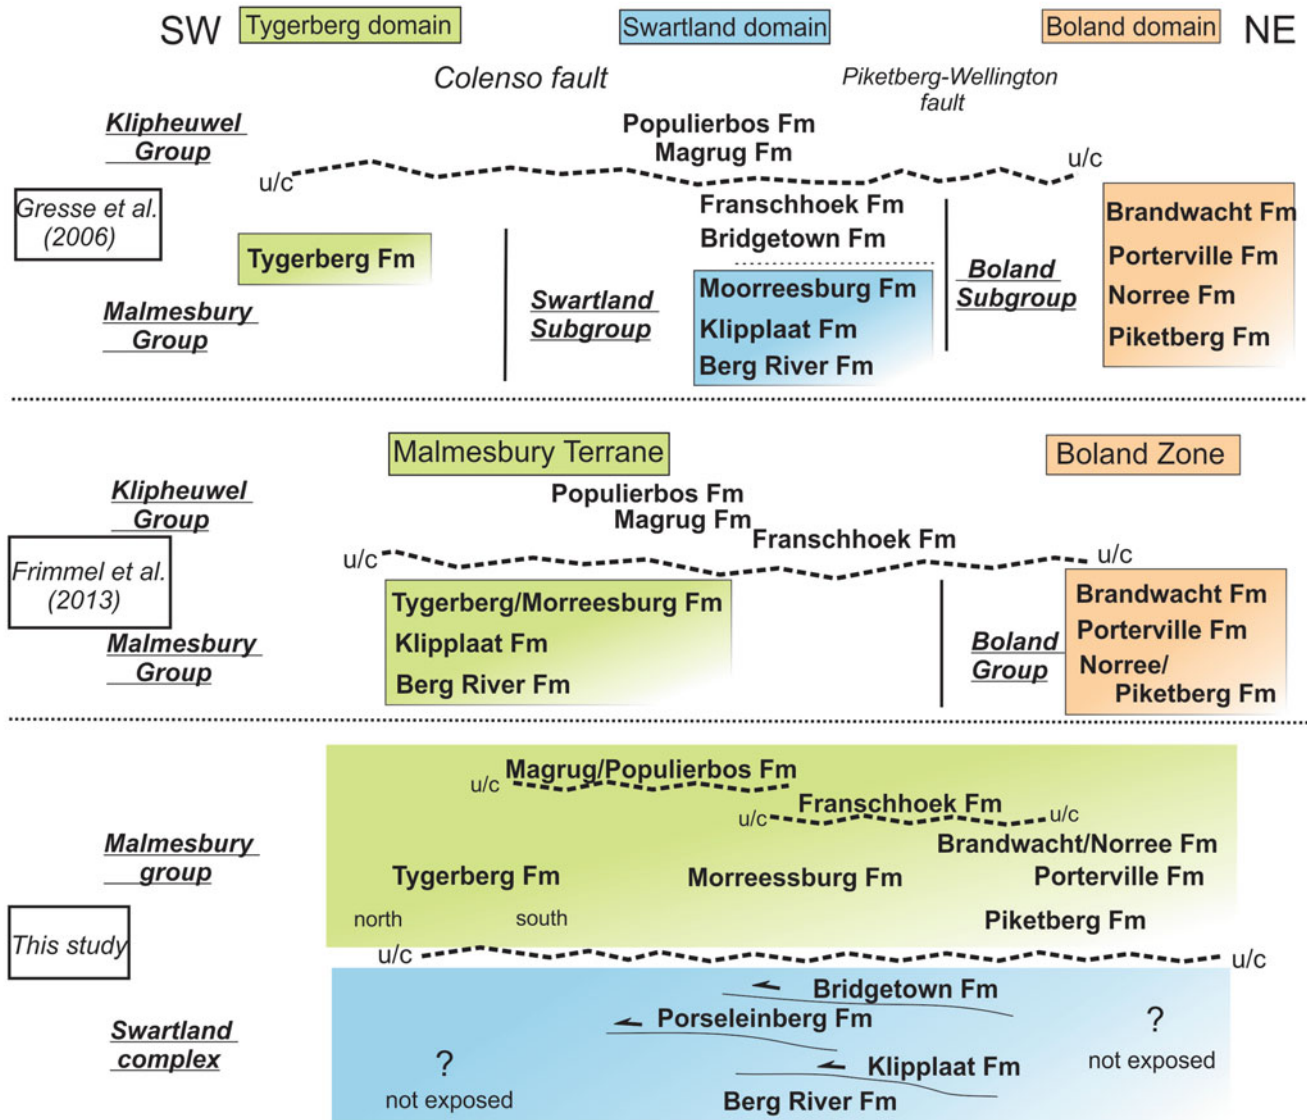 SW
Tygerberg domain
Swartland domain
Boland domain
NE
Colenso fault
Piketberg-Wellington
fault
Klipheuwel
Group
Populierbos Fm
Magrug Fm
u/c
u/c
Gresse et al.
(2006)
Franschhoek Fm
Bridgetown Fm
Tygerberg Fm
Malmesbury
Group
Swartland
Subgroup
Moorreesburg Fm
Klipplaat Fm
Berg River Fm
Boland
Subgroup
Brandwacht Fm
Porterville Fm
Norree Fm
Piketberg Fm
Malmesbury Terrane
Boland Zone
Klipheuwel
Group
Populierbos Fm
Magrug Fm
Franschhoek Fm
u/c
u/c
Frimmel et al.
(2013)
Malmesbury
Group
Tygerberg/Morreesburg Fm
Klipplaat Fm
Berg River Fm
Boland
Group
Brandwacht Fm
Porterville Fm
Norree/
Piketberg Fm
Magrug/Populierbos Fm
u/c
Franschhoek Fm
u/c
u/c
Malmesbury
group
Brandwacht/Norree Fm
Tygerberg Fm
Morreessburg Fm
Porterville Fm
north
south
Piketberg Fm
This study
u/c
u/c
Swartland
complex
Bridgetown Fm
Porseleinberg Fm
Klipplaat Fm
Berg River Fm
?
not exposed
?
not exposed